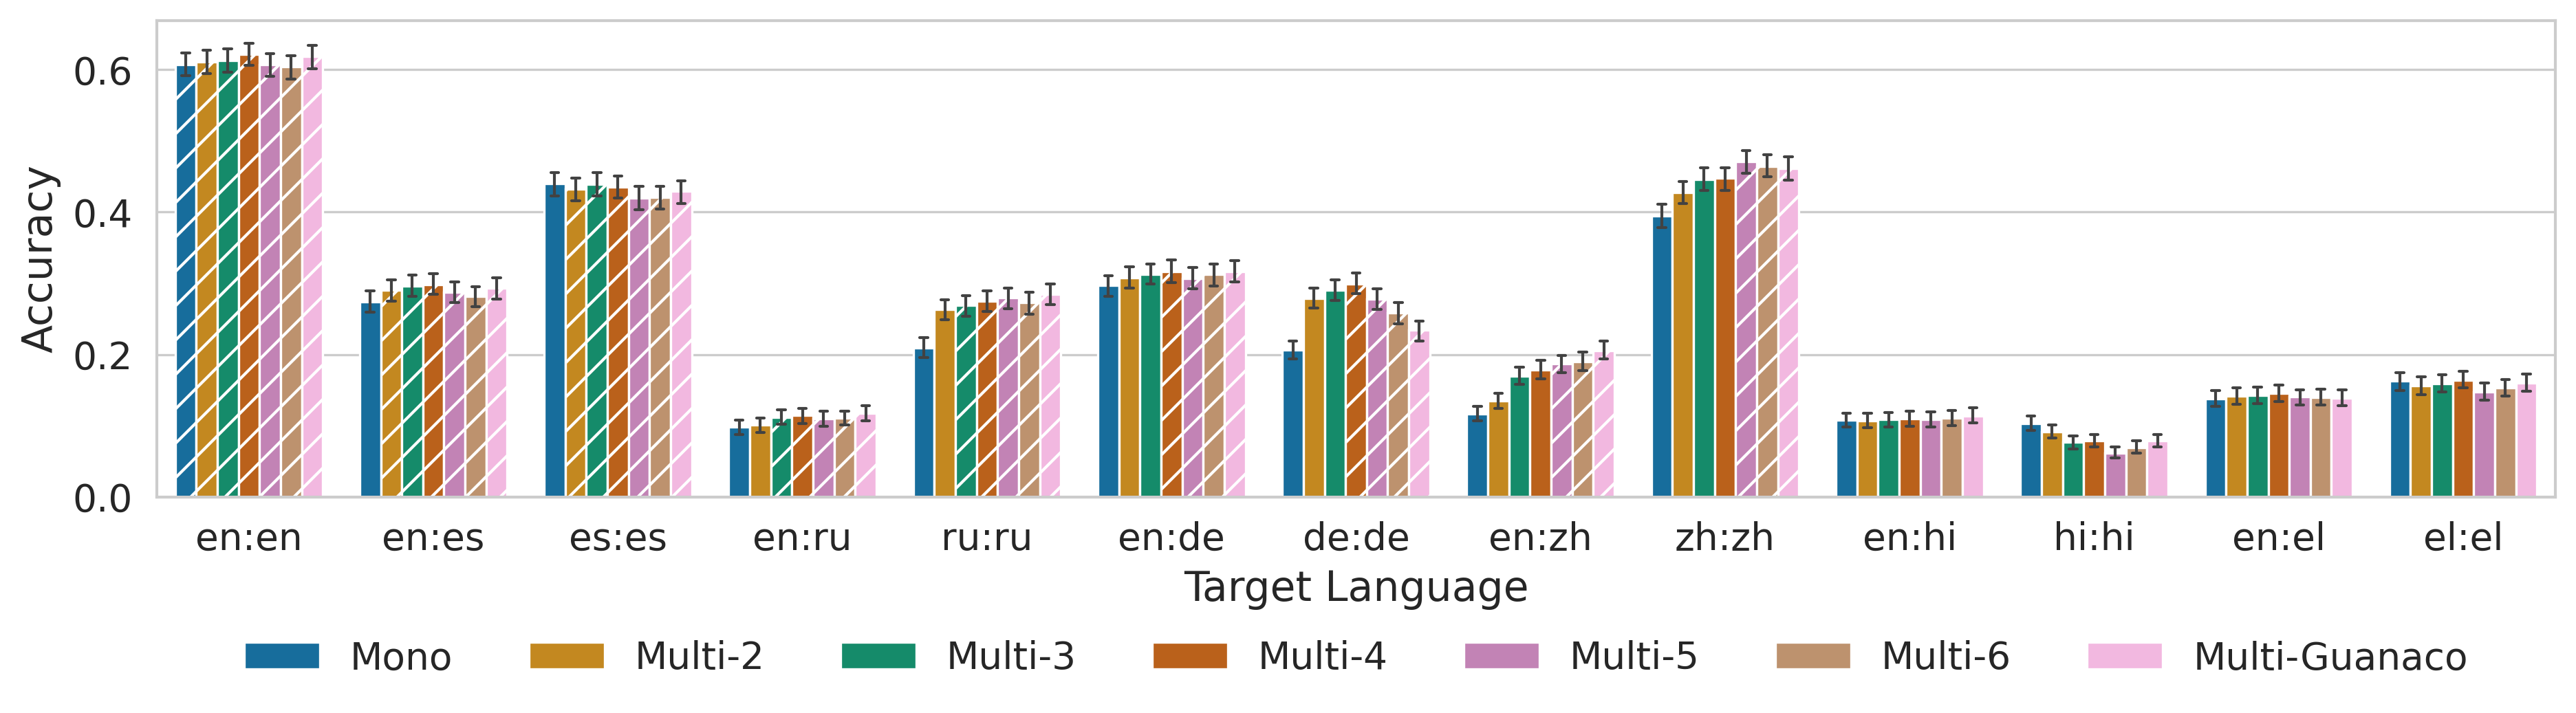 Accuracy
0.6
0.4
0.2
0.0
en:en en:es es:es en:ru ru:ru en:de de:de en:zh zh:zh en:hi hi:hi en:el el:el
Target Language
Mono Multi-2 Multi-3 Multi-4 Multi-5 Multi-6 Multi-Guanaco